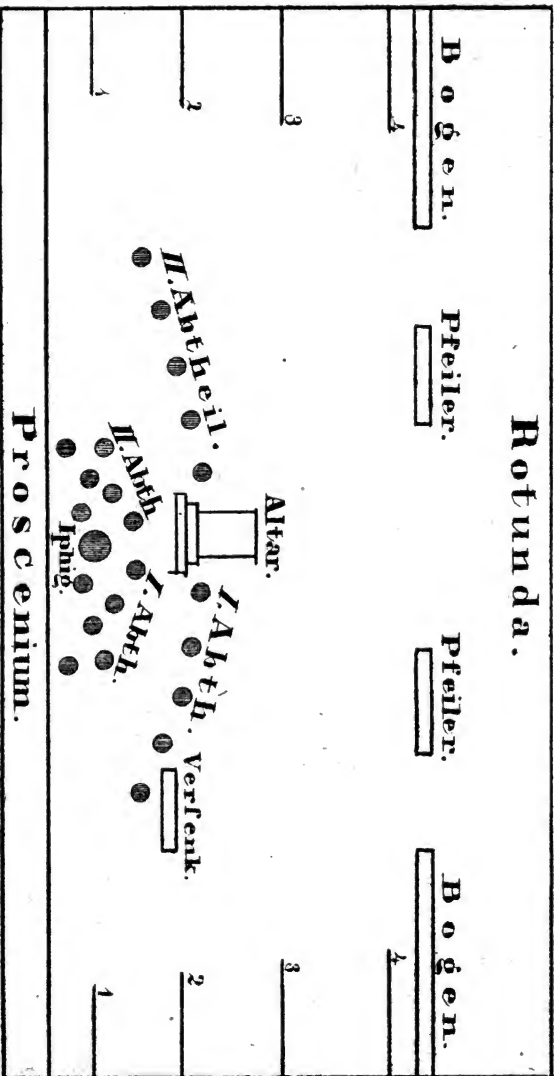 Rotunda.
Bogen. Pfeiler. Pfeiler. Bogen.
4 4
3 3
Altar.
2 2
II. Abtheil. I. Abth. Versenk.
1 1
II. Abth I. Abth.
Iphig.
Proscenium.